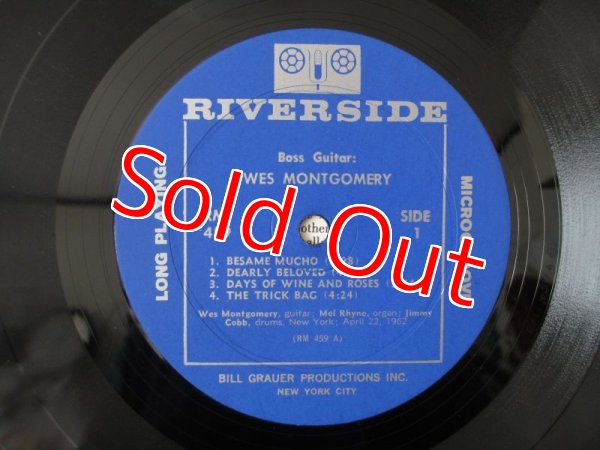 RIVERSIDE
Boss Guitar:
WES MONTGOMERY
LONG PLAYING
RM
SIDE
1
other
1. BESAME MUCHO
2. DEARLY BELOVED
3. DAYS OF WINE AND ROSES
4. THE TRICK BAG (4:24)
Wes Montgomery, guitar; Mel Rhyne, organ; Jimmy
Cobb, drums. New York; April 22, 1962
(RM 459 A)
BILL GRAUER PRODUCTIONS INC.
NEW YORK CITY
Sold Out